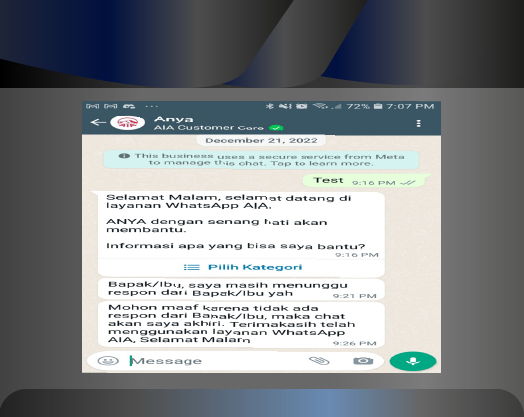 72% 7:07 PM
Anya
AIA Customer Care
December 21, 2022
This business uses a secure service from Meta
to manage this chat. Tap to learn more.
Test 9:16 PM
Selamat Malam, selamat datang di
layanan WhatsApp AIA.
ANYA dengan senang hati akan
membantu.
Informasi apa yang bisa saya bantu?
9:16 PM
Pilih Kategori
Bapak/Ibu, saya masih menunggu
respon dari Bapak/Ibu yah 9:21 PM
Mohon maaf karena tidak ada
respon dari Bapak/Ibu, maka chat
akan saya akhiri. Terimakasih telah
menggunakan layanan WhatsApp
AIA, Selamat Malam 9:26 PM
Message